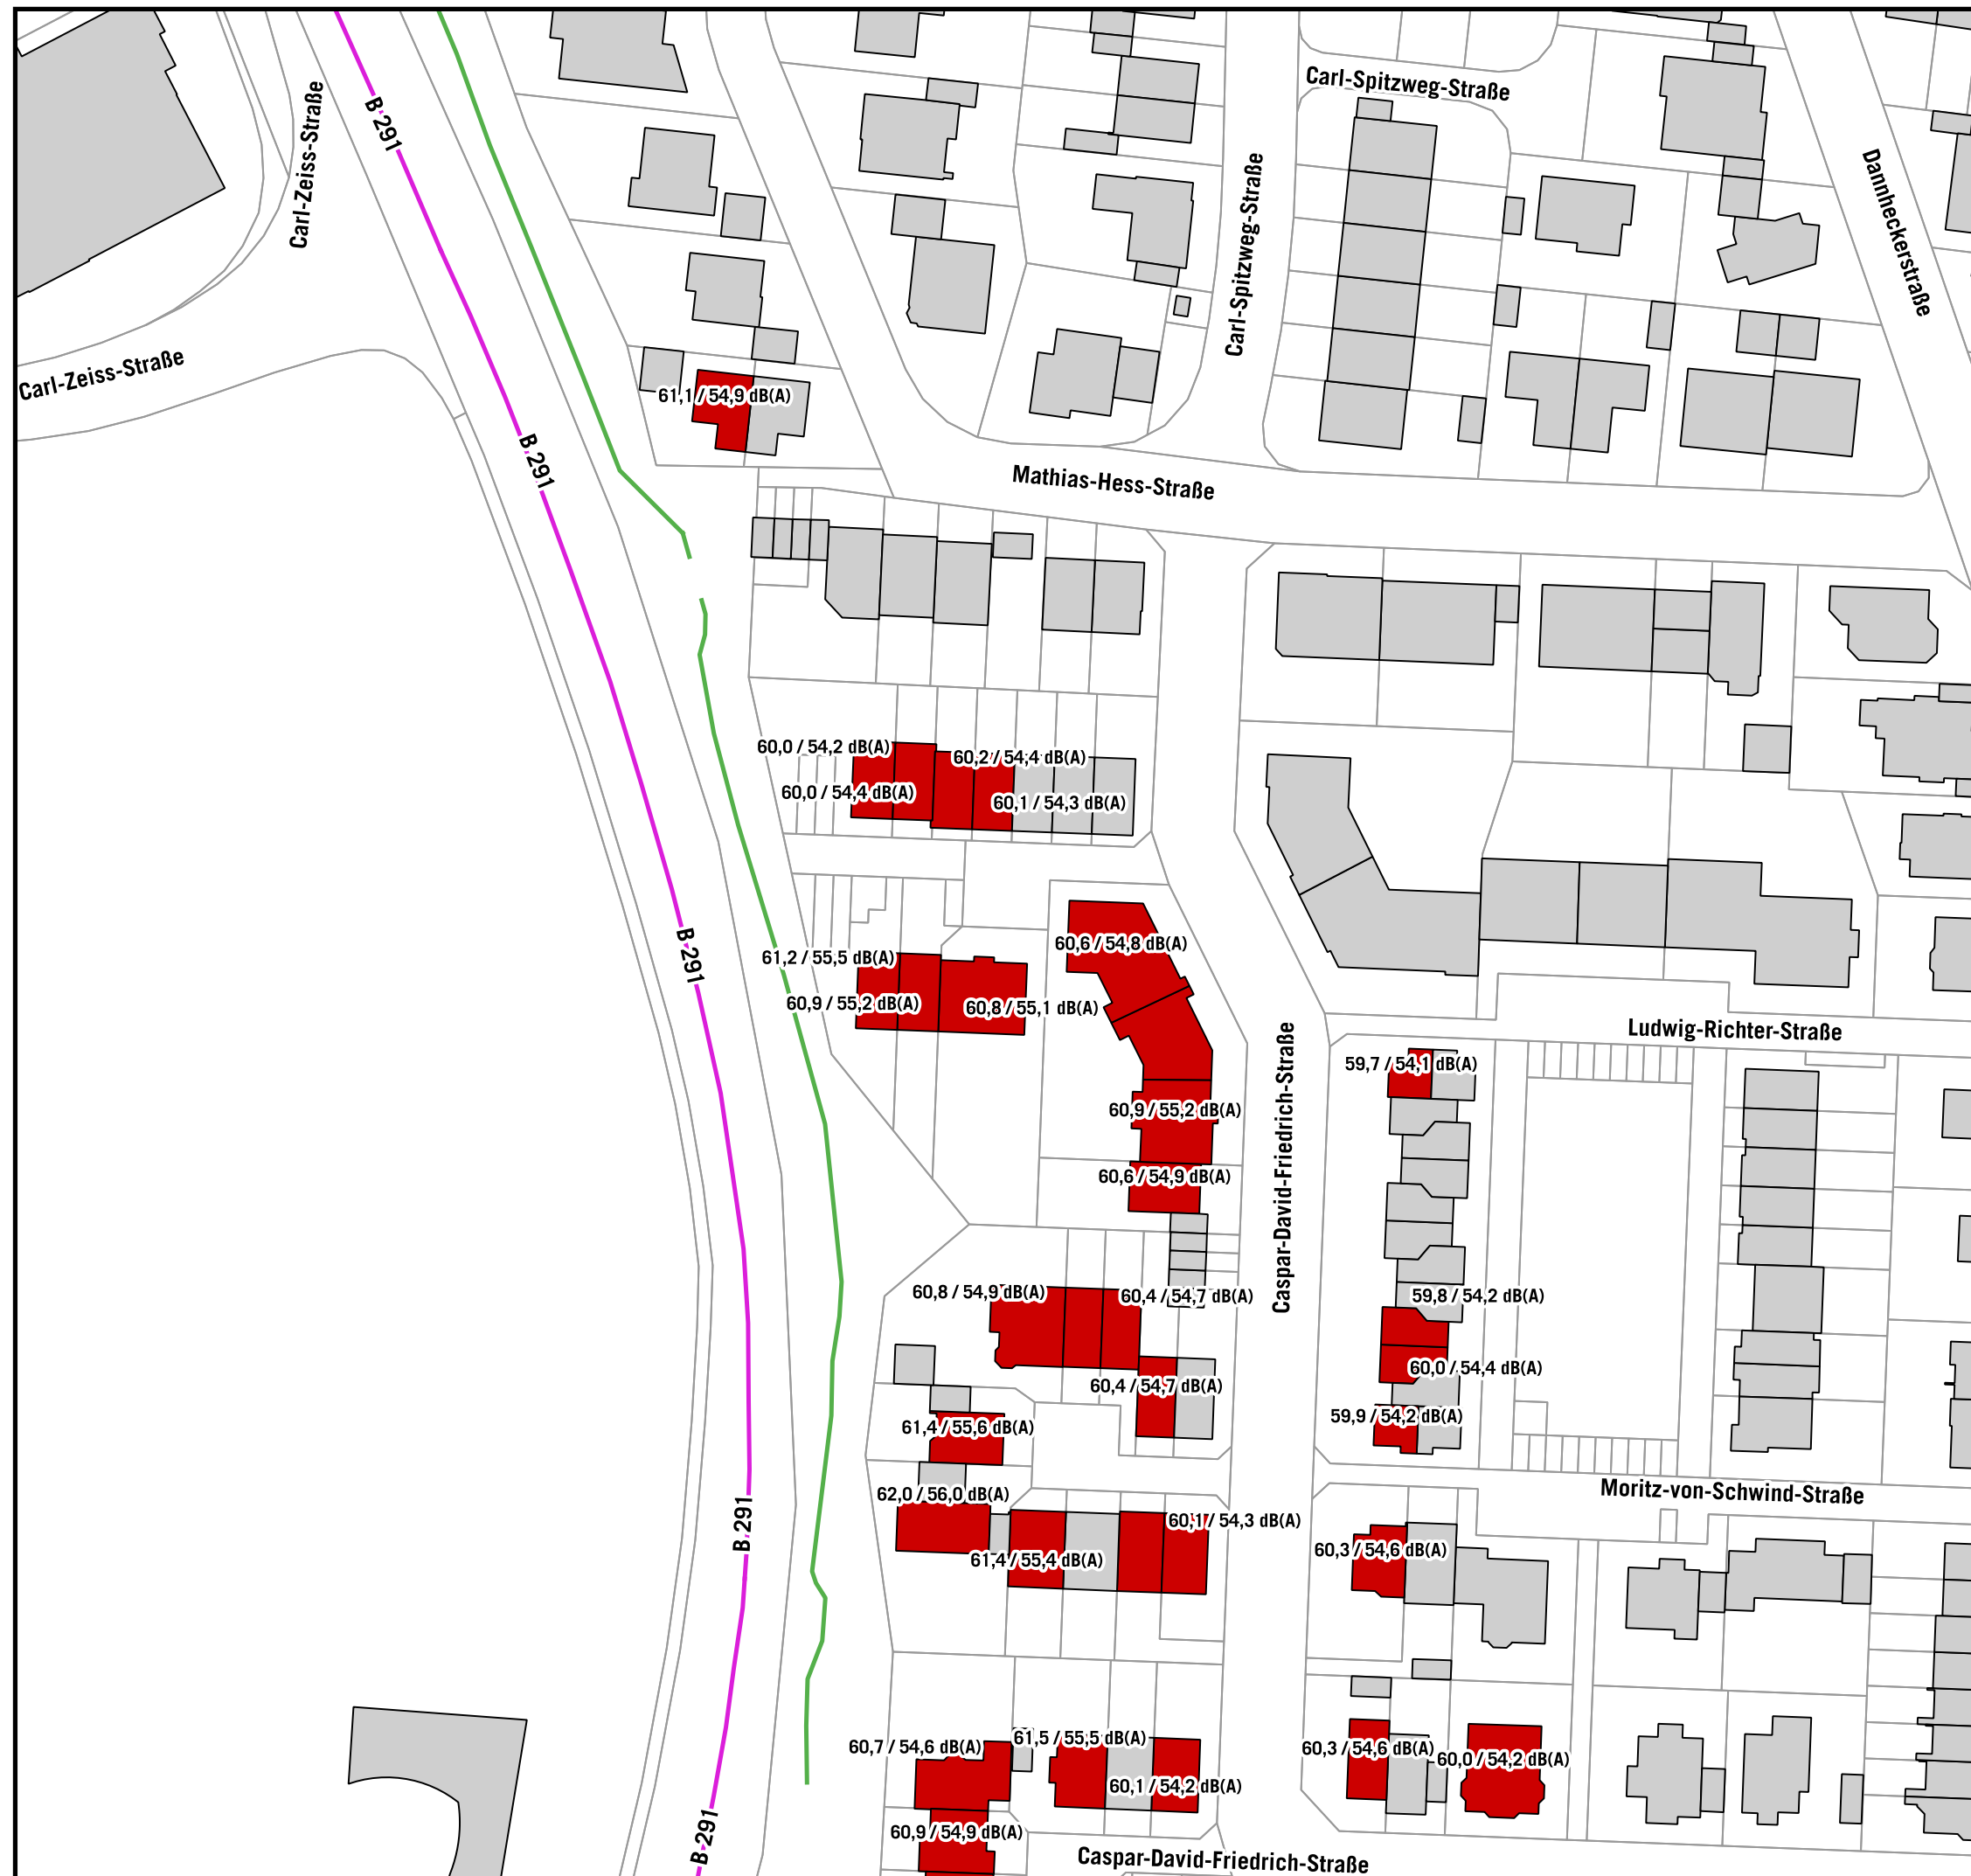 Carl-Zeiss-Straße
B 291
Carl-Spitzweg-Straße
Carl-Spitzweg-Straße
Dannheckerstraße
Carl-Zeiss-Straße
61,1 / 54,9 dB(A)
B 291
Mathias-Hess-Straße
60,0 / 54,2 dB(A)
60,2 / 54,4 dB(A)
60,0 / 54,4 dB(A)
60,1 / 54,3 dB(A)
B 291
60,6 / 54,8 dB(A)
61,2 / 55,5 dB(A)
60,9 / 55,2 dB(A)
60,8 / 55,1 dB(A)
Ludwig-Richter-Straße
59,7 / 54,1 dB(A)
60,9 / 55,2 dB(A)
Caspar-David-Friedrich-Straße
60,6 / 54,9 dB(A)
60,8 / 54,9 dB(A)
60,4 / 54,7 dB(A)
59,8 / 54,2 dB(A)
60,0 / 54,4 dB(A)
60,4 / 54,7 dB(A)
59,9 / 54,2 dB(A)
61,4 / 55,6 dB(A)
62,0 / 56,0 dB(A)
Moritz-von-Schwind-Straße
B 291
60,1 / 54,3 dB(A)
61,4 / 55,4 dB(A)
60,3 / 54,6 dB(A)
60,7 / 54,6 dB(A)
61,5 / 55,5 dB(A)
60,3 / 54,6 dB(A)
60,0 / 54,2 dB(A)
60,1 / 54,2 dB(A)
B 291
60,9 / 54,9 dB(A)
Caspar-David-Friedrich-Straße